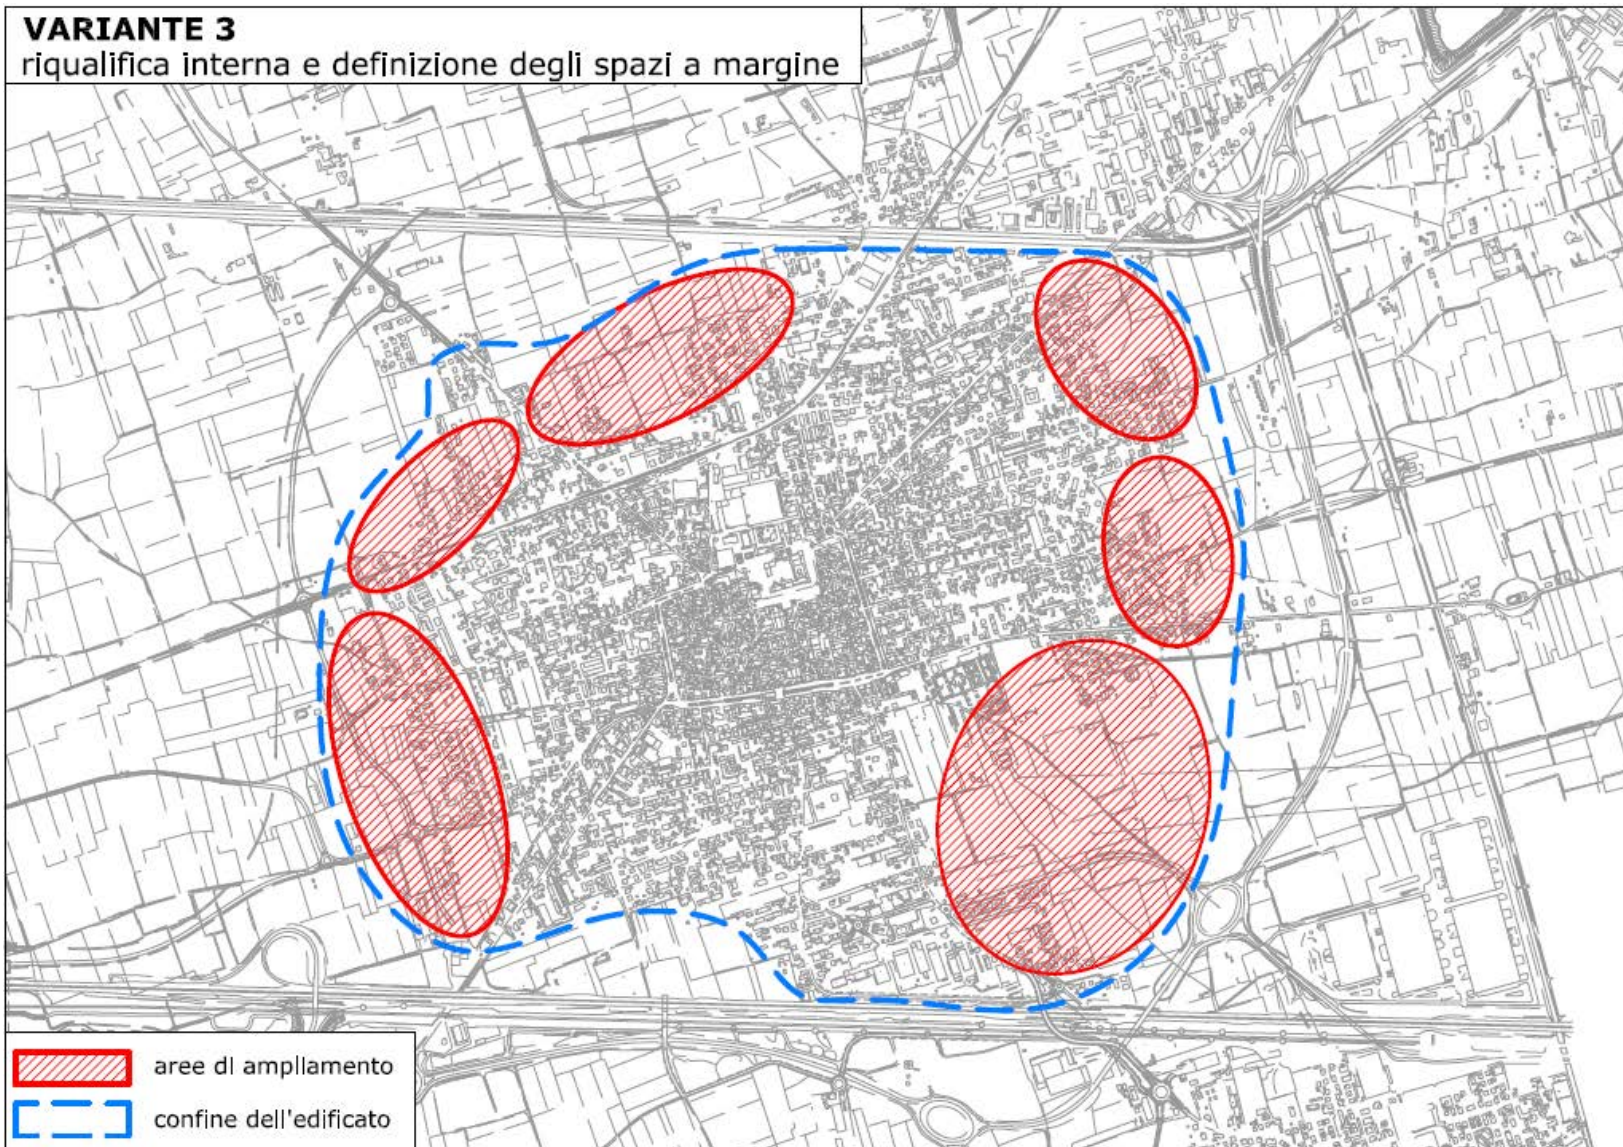 VARIANTE 3
riqualifica interna e definizione degli spazi a margine
aree di ampliamento
confine dell'edificato